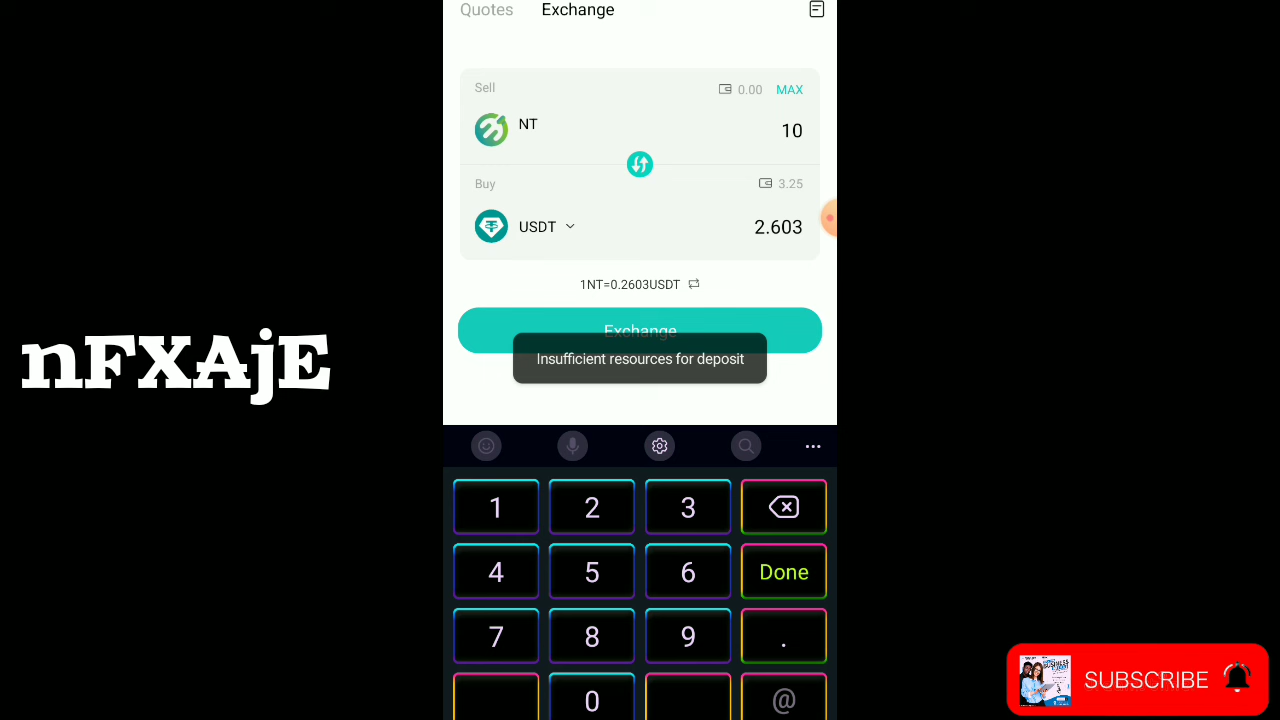 Quotes Exchange
Sell 0.00 MAX
NT 10
Buy 3.25
USDT 2.603
1NT=0.2603USDT
Exchange
Insufficient resources for deposit
nFXAjE
1 2 3
4 5 6 Done
7 8 9 .
0 @
SUBSCRIBE